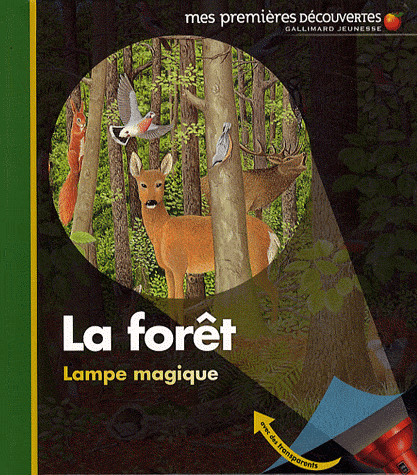 mes premières DÉCOUVERTES
GALLIMARD JEUNESSE
La forêt
Lampe magique
avec des transparents